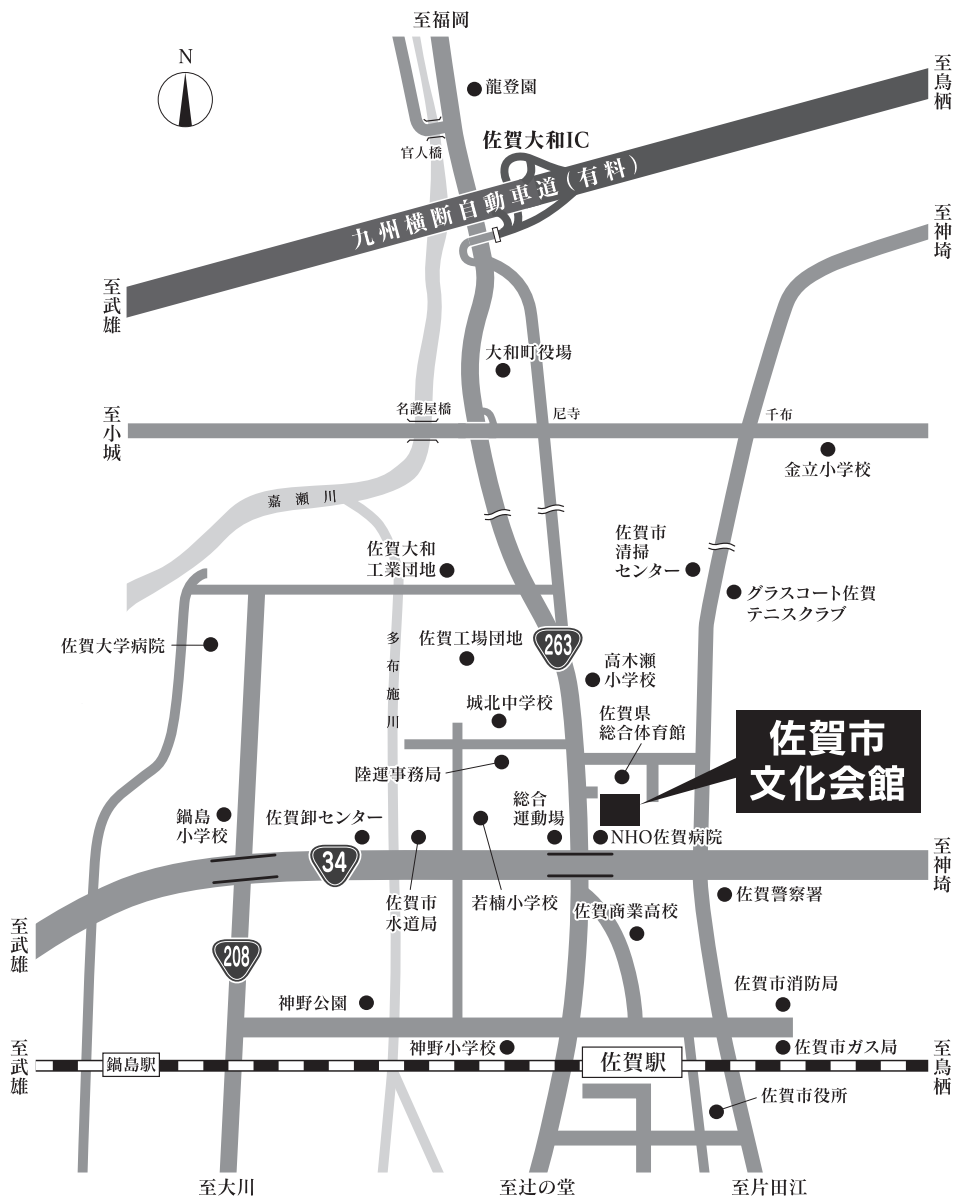 至福岡
N
龍登園
至鳥栖
佐賀大和IC
官人橋
九州横断自動車道(有料)
至神埼
至武雄
大和町役場
至小城
名護屋橋
尼寺
千布
金立小学校
嘉瀬川
佐賀市
清掃
センター
佐賀大和
工業団地
グラスコート佐賀
テニスクラブ
佐賀大学病院
多布施川
佐賀工場団地
263
高木瀬
小学校
城北中学校
佐賀県
総合体育館
佐賀市
文化会館
陸運事務局
総合
運動場
鍋島
小学校
佐賀卸センター
NHO佐賀病院
至神埼
34
佐賀市
水道局
若楠小学校
佐賀商業高校
佐賀警察署
至武雄
208
佐賀市消防局
神野公園
至武雄
鍋島駅
神野小学校
佐賀駅
佐賀市ガス局
至鳥栖
佐賀市役所
至大川
至辻の堂
至片田江